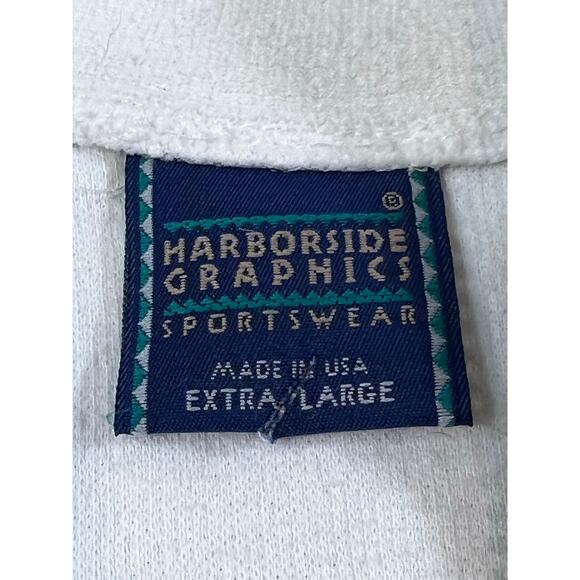 ®
HARBORSIDE
GRAPHICS
SPORTSWEAR
MADE IN USA
EXTRA LARGE